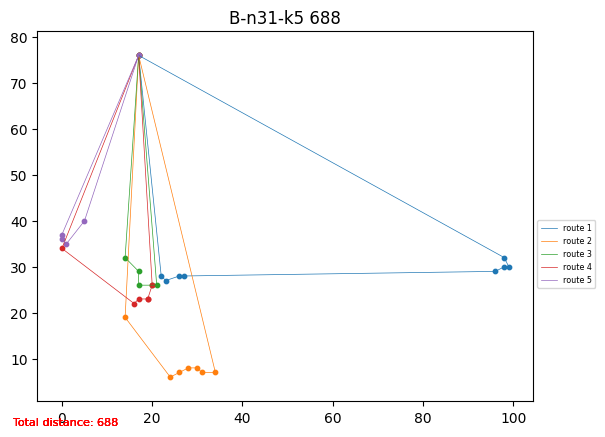 B-n31-k5 688
80
70
60
50
40
30
20
10
0 20 40 60 80 100
route 1
route 2
route 3
route 4
route 5
Total distance: 688